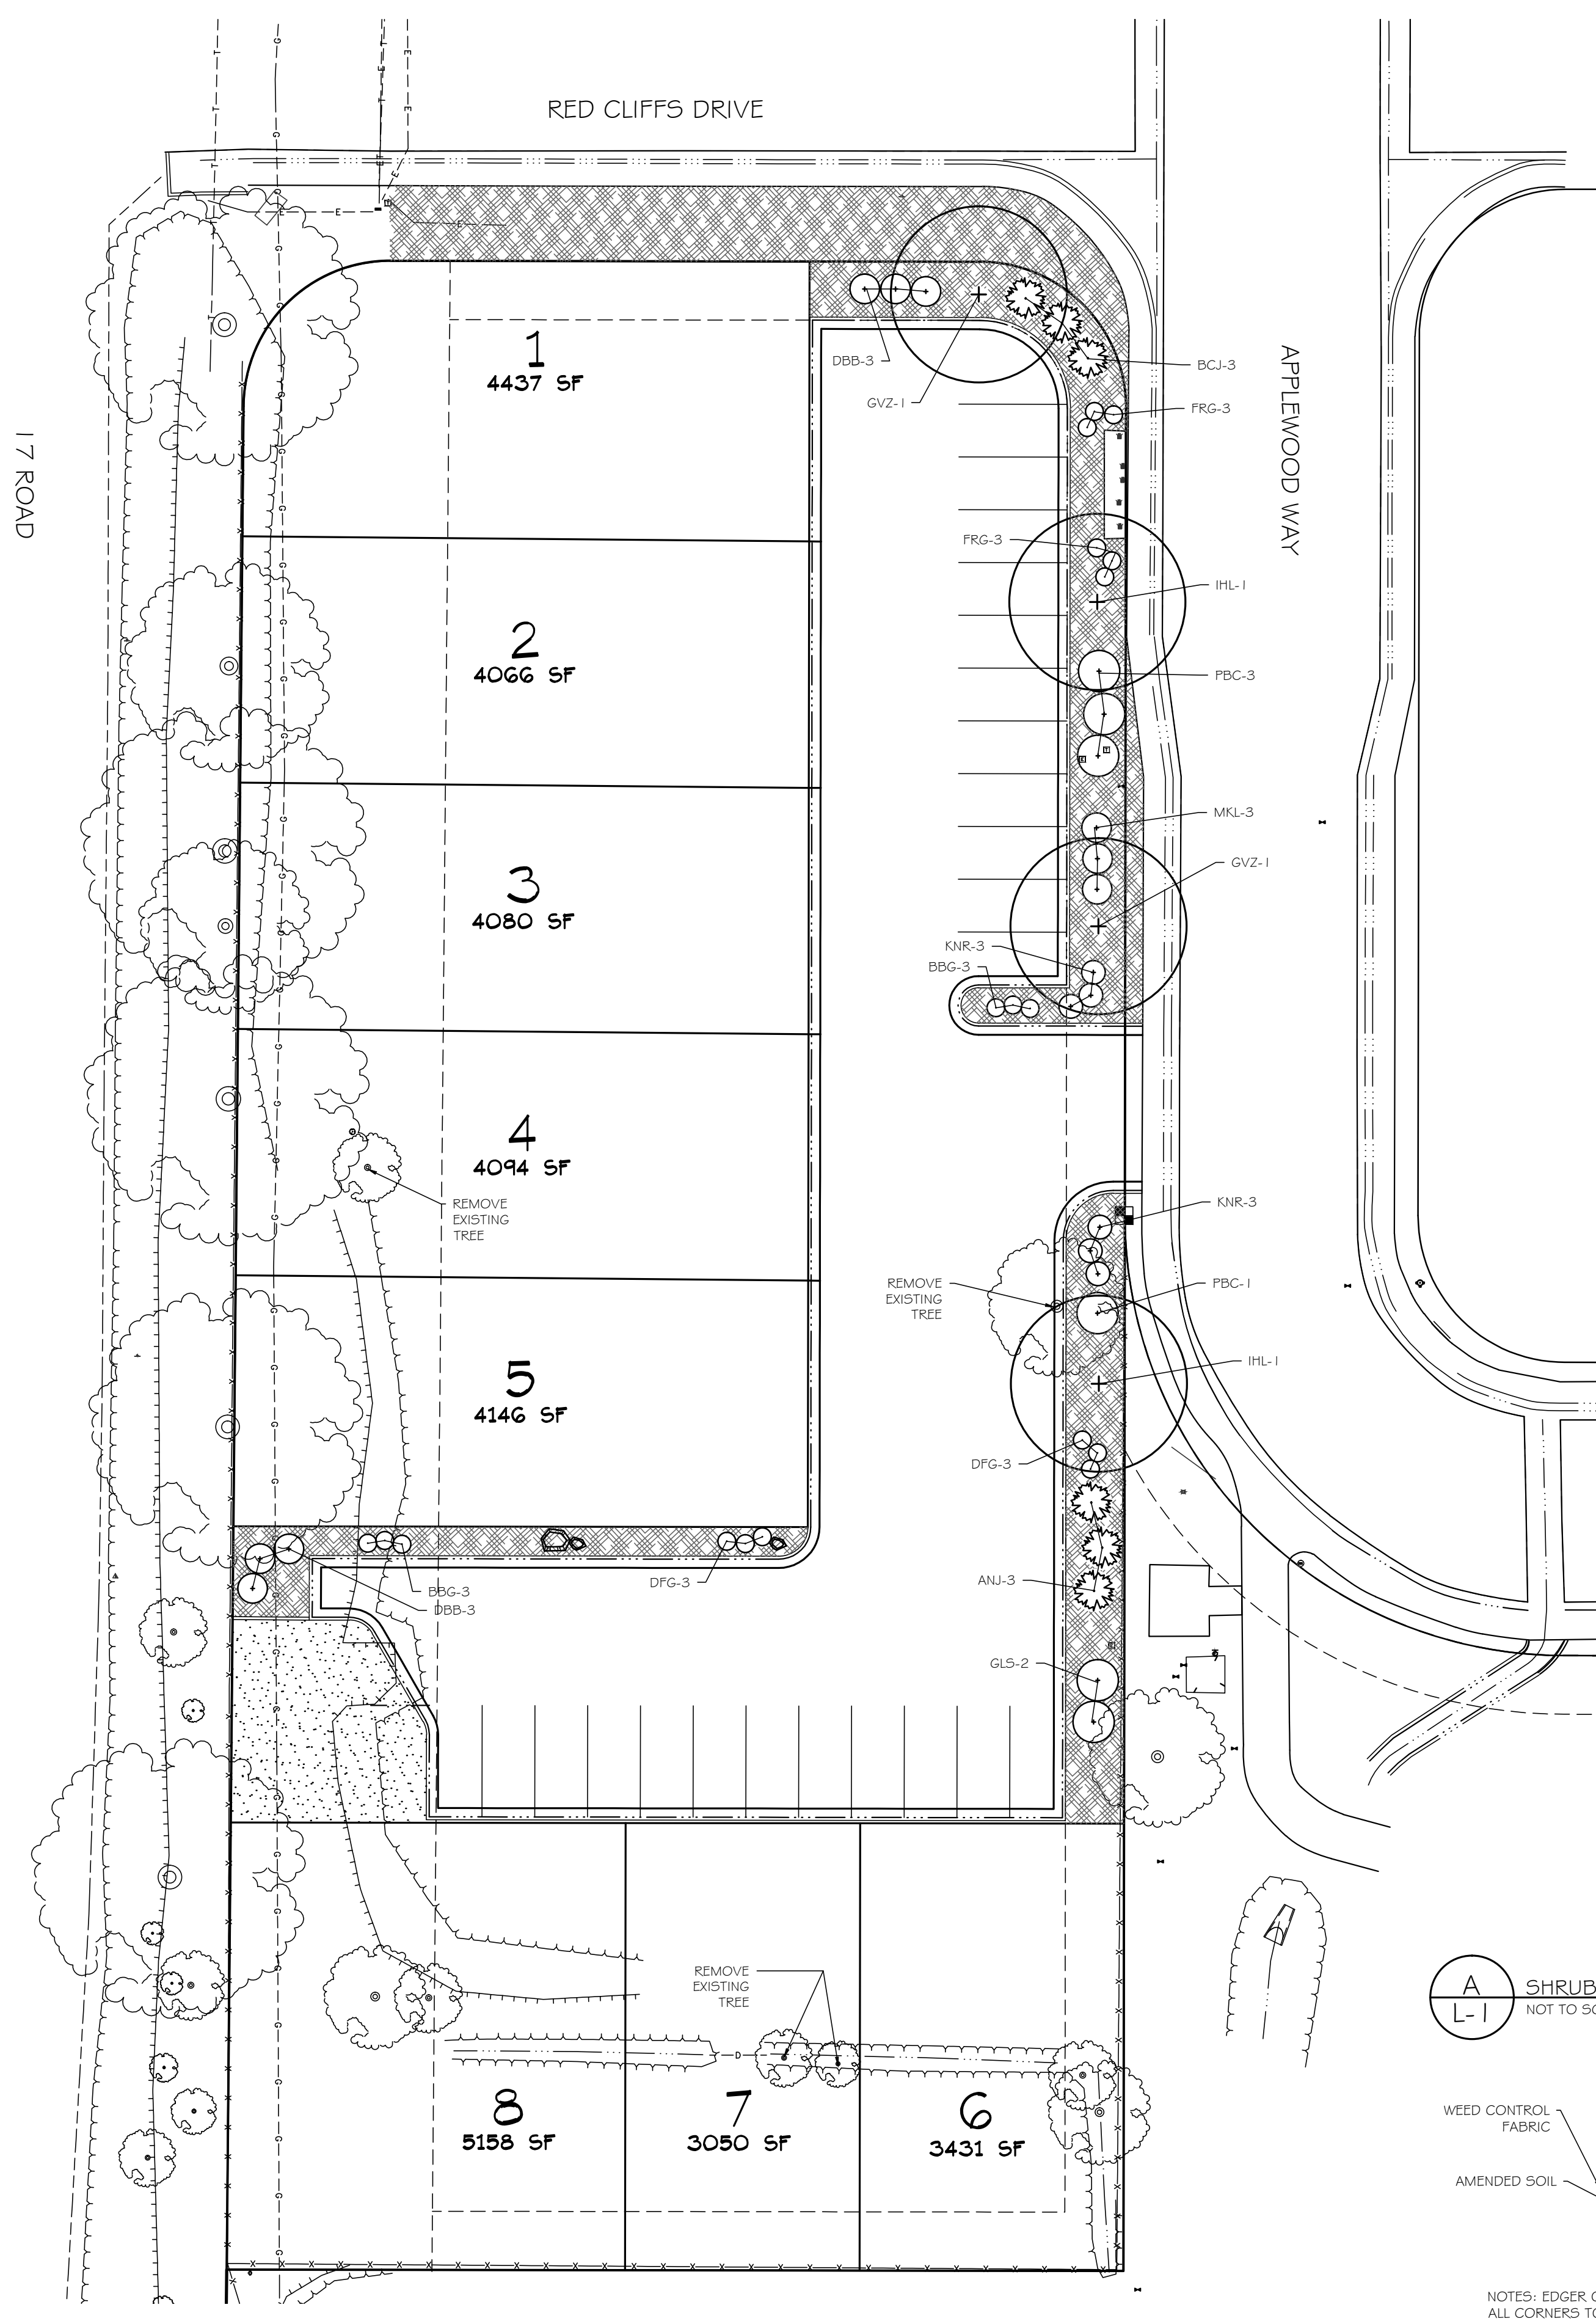 RED CLIFFS DRIVE
17 ROAD
APPLEWOOD WAY
1
4437 SF
DBB-3
GVZ-1
BCJ-3
FRG-3
FRG-3
IHL-1
2
4066 SF
PBC-3
MKL-3
GVZ-1
3
4080 SF
KNR-3
BBG-3
4
4094 SF
REMOVE
EXISTING
TREE
KNR-3
REMOVE
EXISTING
TREE
PBC-1
IHL-1
5
4146 SF
DFG-3
BBG-3
DBB-3
DFG-3
ANJ-3
GLS-2
REMOVE
EXISTING
TREE
8
5158 SF
7
3050 SF
6
3431 SF
A
L-1
SHRUB
NOT TO SC
WEED CONTROL
FABRIC
AMENDED SOIL
NOTES: EDGER
ALL CORNERS TO